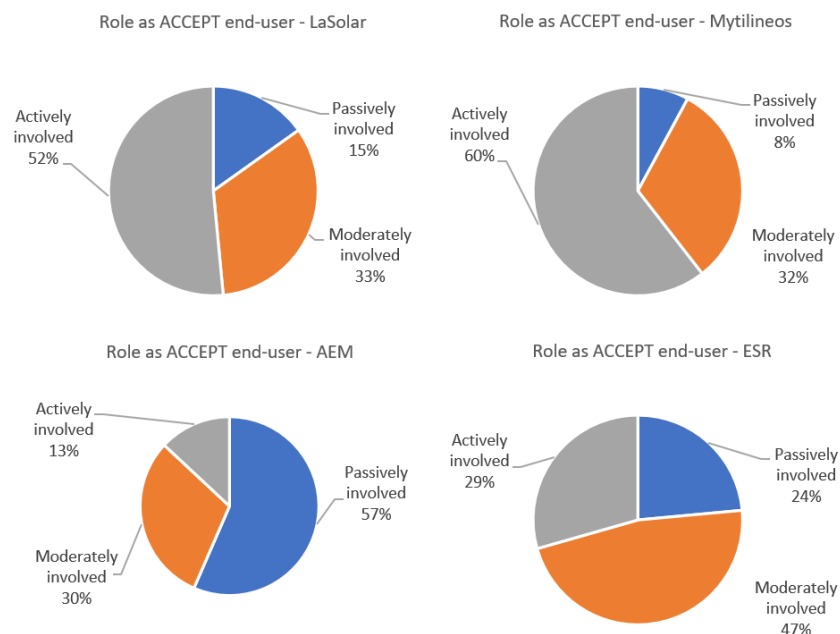 Role as ACCEPT end-user - LaSolar
Passively
involved
15%
Moderately
involved
33%
Actively
involved
52%
Role as ACCEPT end-user - Mytilineos
Passively
involved
8%
Moderately
involved
32%
Actively
involved
60%
Role as ACCEPT end-user - AEM
Actively
involved
13%
Passively
involved
57%
Moderately
involved
30%
Role as ACCEPT end-user - ESR
Actively
involved
29%
Passively
involved
24%
Moderately
involved
47%